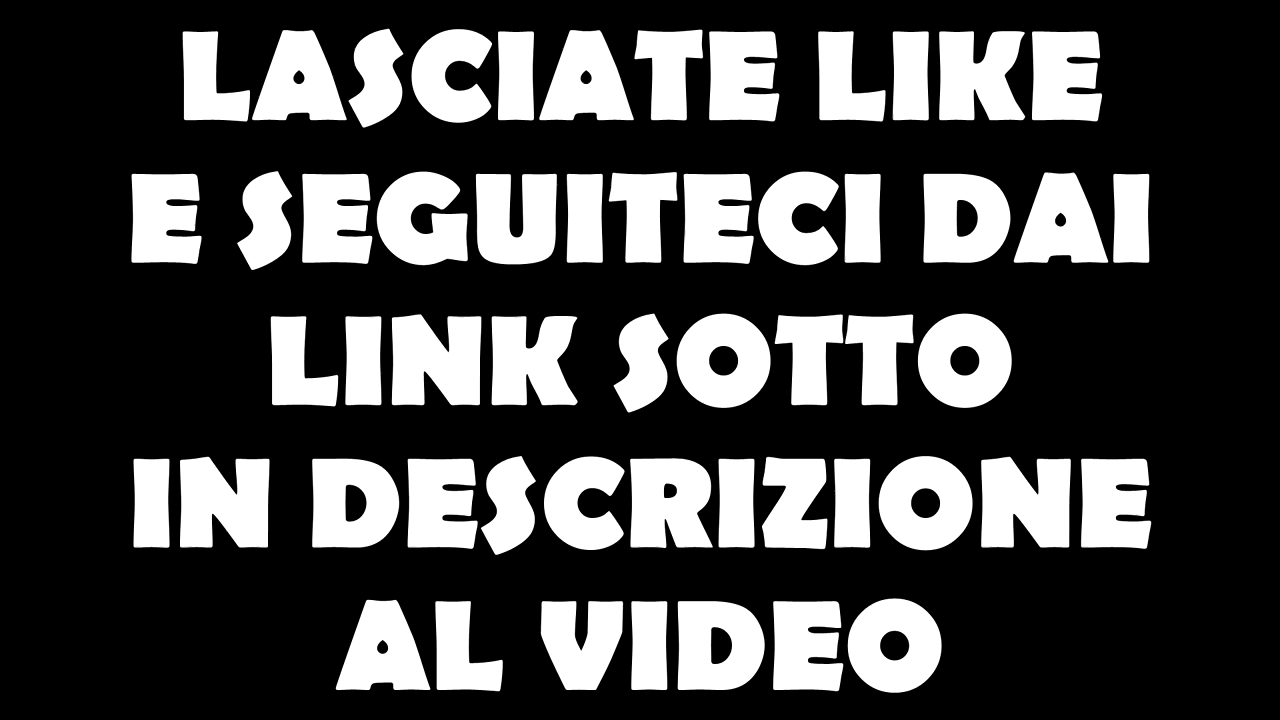 LASCIATE LIKE
E SEGUITECI DAI
LINK SOTTO
IN DESCRIZIONE
AL VIDEO